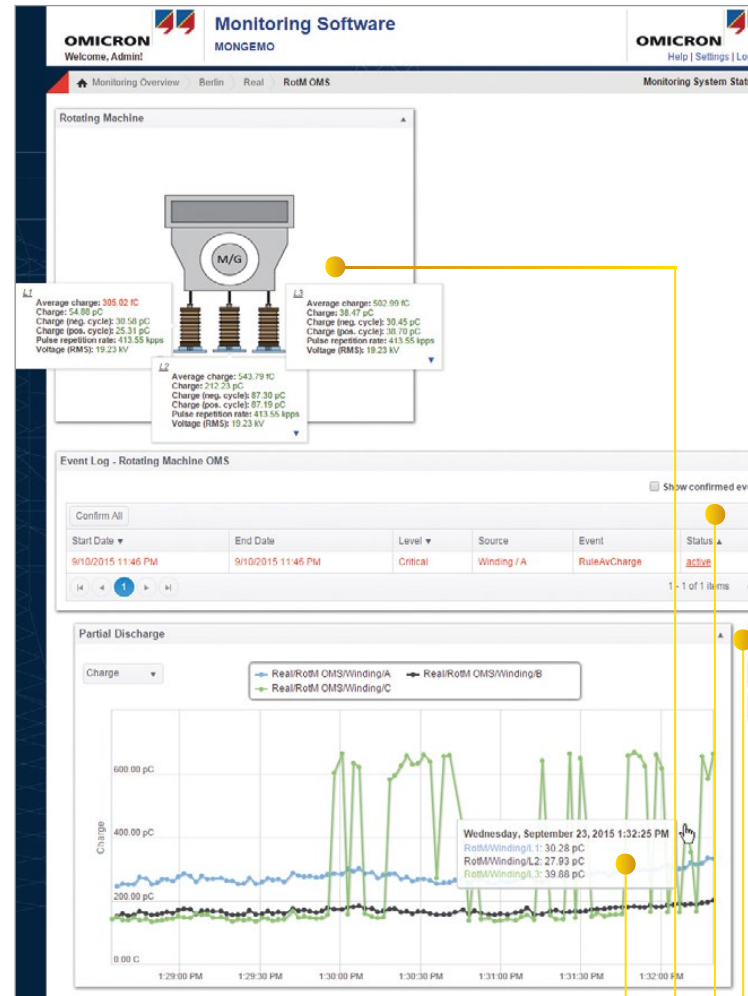 OMICRON
Welcome, Admin!
Monitoring Software
MONGEMO
OMICRON
Help | Settings |
Monitoring Overview Berlin Real RotM OMS
Monitoring System
Rotating Machine
M/G
L1
Average charge: 305.02 fC
Charge: 54.88 pC
Charge (neg. cycle): 30.58 pC
Charge (pos. cycle): 25.31 pC
Pulse repetition rate: 413.55 kpps
Voltage (RMS): 19.23 kV
L2
Average charge: 543.79 fC
Charge: 212.23 pC
Charge (neg. cycle): 87.30 pC
Charge (pos. cycle): 87.19 pC
Pulse repetition rate: 413.55 kpps
Voltage (RMS): 19.23 kV
L3
Average charge: 502.99 fC
Charge: 38.47 pC
Charge (neg. cycle): 30.45 pC
Charge (pos. cycle): 38.70 pC
Pulse repetition rate: 413.55 kpps
Voltage (RMS): 19.23 kV
Event Log - Rotating Machine OMS
Show confirmed
Confirm All
Start Date End Date Level Source Event Status
9/10/2015 11:46 PM 9/10/2015 11:46 PM Critical Winding / A RuleAvCharge active
1
1 - 1 of 1 items
Partial Discharge
Charge
Real/RotM OMS/Winding/A Real/RotM OMS/Winding/B
Real/RotM OMS/Winding/C
Charge
600.00 pC
400.00 pC
200.00 pC
0.00 C
Wednesday, September 23, 2015 1:32:25 PM
RotM/Winding/L1: 30.28 pC
RotM/Winding/L2: 27.93 pC
RotM/Winding/L3: 39.88 pC
1:29:00 PM 1:29:30 PM 1:30:00 PM 1:30:30 PM 1:31:00 PM 1:31:30 PM 1:32:00 PM